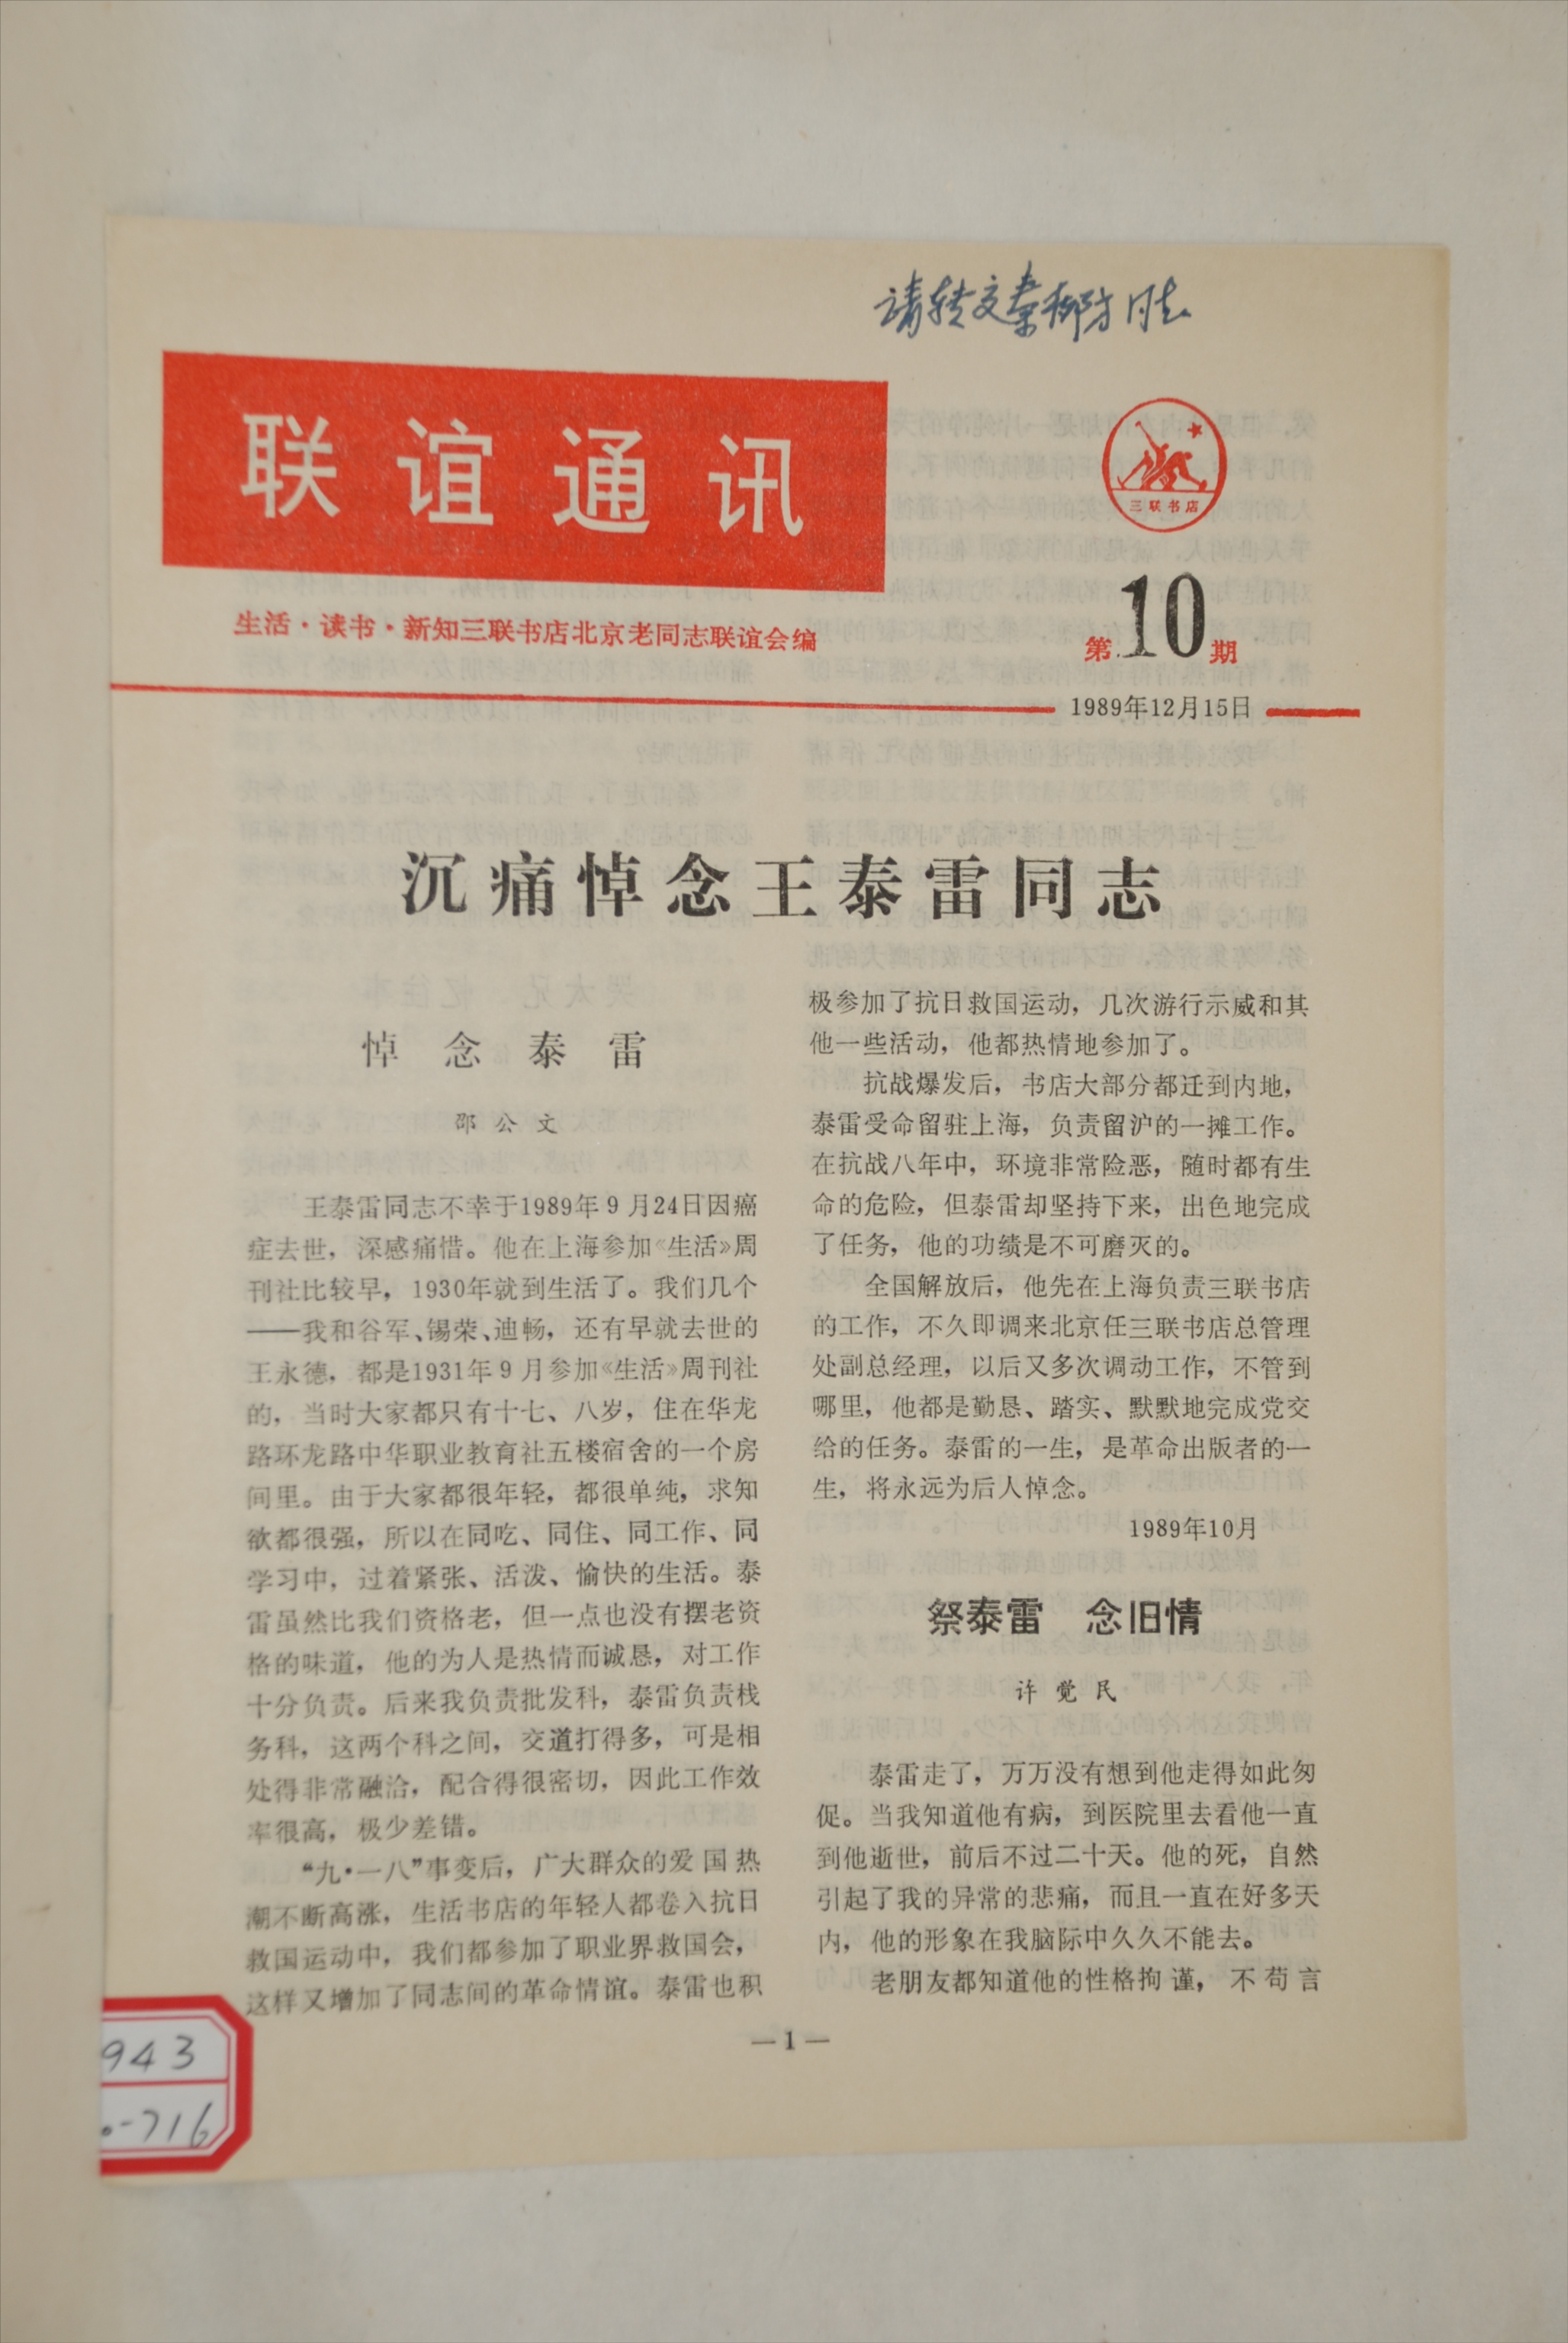 请转交秦柳方同志
联谊通讯
三联书店
生活·读书·新知三联书店北京老同志联谊会编
第10期
1989年12月15日
沉痛悼念王泰雷同志
悼念泰雷
邵公文
王泰雷同志不幸于1989年9月24日因癌
症去世，深感痛惜。他在上海参加《生活》周
刊社比较早，1930年就到生活了。我们几个
——我和谷军、锡荣、迪畅，还有早就去世的
王永德，都是1931年9月参加《生活》周刊社
的，当时大家都只有十七、八岁，住在华龙
路环龙路中华职业教育社五楼宿舍的一个房
间里。由于大家都很年轻，都很单纯，求知
欲都很强，所以在同吃、同住、同工作、同
学习中，过着紧张、活泼、愉快的生活。泰
雷虽然比我们资格老，但一点也没有摆老资
格的味道，他的为人是热情而诚恳，对工作
十分负责。后来我负责批发科，泰雷负责栈
务科，这两个科之间，交道打得多，可是相
处得非常融洽，配合得很密切，因此工作效
率很高，极少差错。
“九·一八”事变后，广大群众的爱国热
潮不断高涨，生活书店的年轻人都卷入抗日
救国运动中，我们都参加了职业界救国会，
这样又增加了同志间的革命情谊。泰雷也积
极参加了抗日救国运动，几次游行示威和其
他一些活动，他都热情地参加了。
抗战爆发后，书店大部分都迁到内地，
泰雷受命留驻上海，负责留沪的一摊工作。
在抗战八年中，环境非常险恶，随时都有生
命的危险，但泰雷却坚持下来，出色地完成
了任务，他的功绩是不可磨灭的。
全国解放后，他先在上海负责三联书店
的工作，不久即调来北京任三联书店总管理
处副总经理，以后又多次调动工作，不管到
哪里，他都是勤恳、踏实、默默地完成党交
给的任务。泰雷的一生，是革命出版者的一
生，将永远为后人悼念。
1989年10月
祭泰雷 念旧情
许觉民
泰雷走了，万万没有想到他走得如此匆
促。当我知道他有病，到医院里去看他一直
到他逝世，前后不过二十天。他的死，自然
引起了我的异常的悲痛，而且一直在好多天
内，他的形象在我脑际中久久不能去。
老朋友都知道他的性格拘谨，不苟言
—1—
943
-716